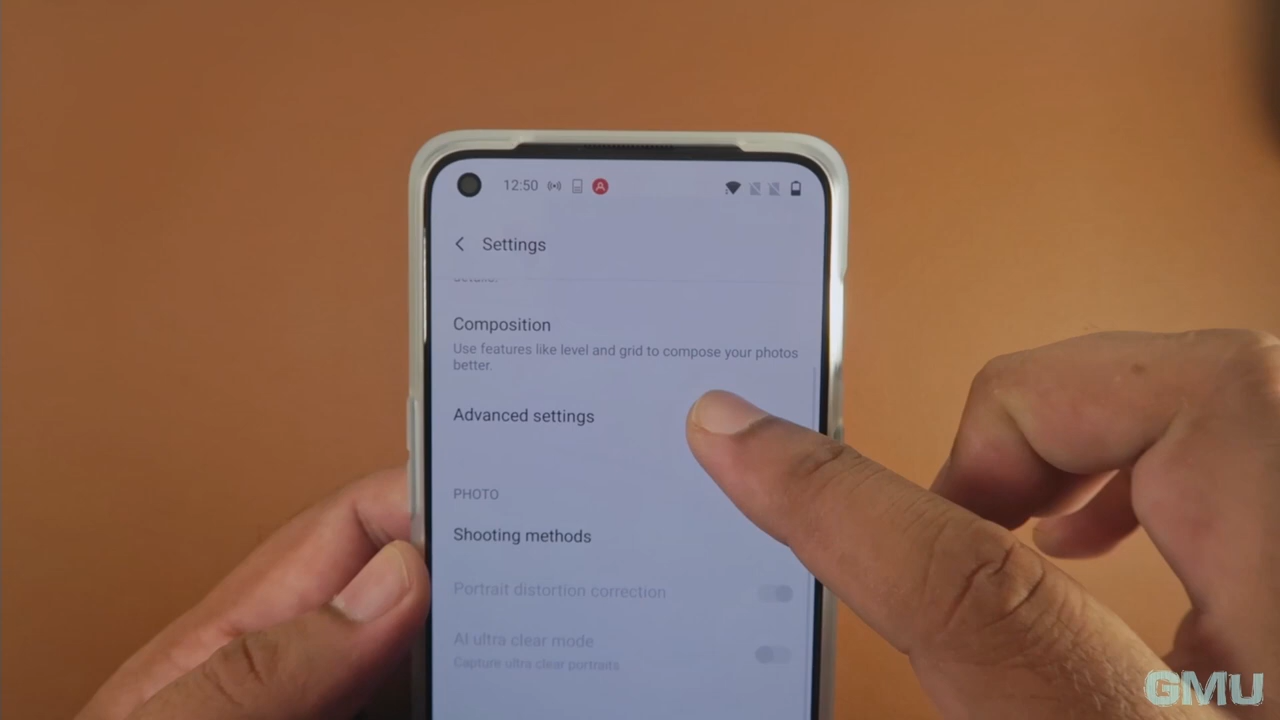 12:50
Settings
details.
Composition
Use features like level and grid to compose your photos
better.
Advanced settings
PHOTO
Shooting methods
Portrait distortion correction
AI ultra clear mode
Capture ultra clear portraits
GMU